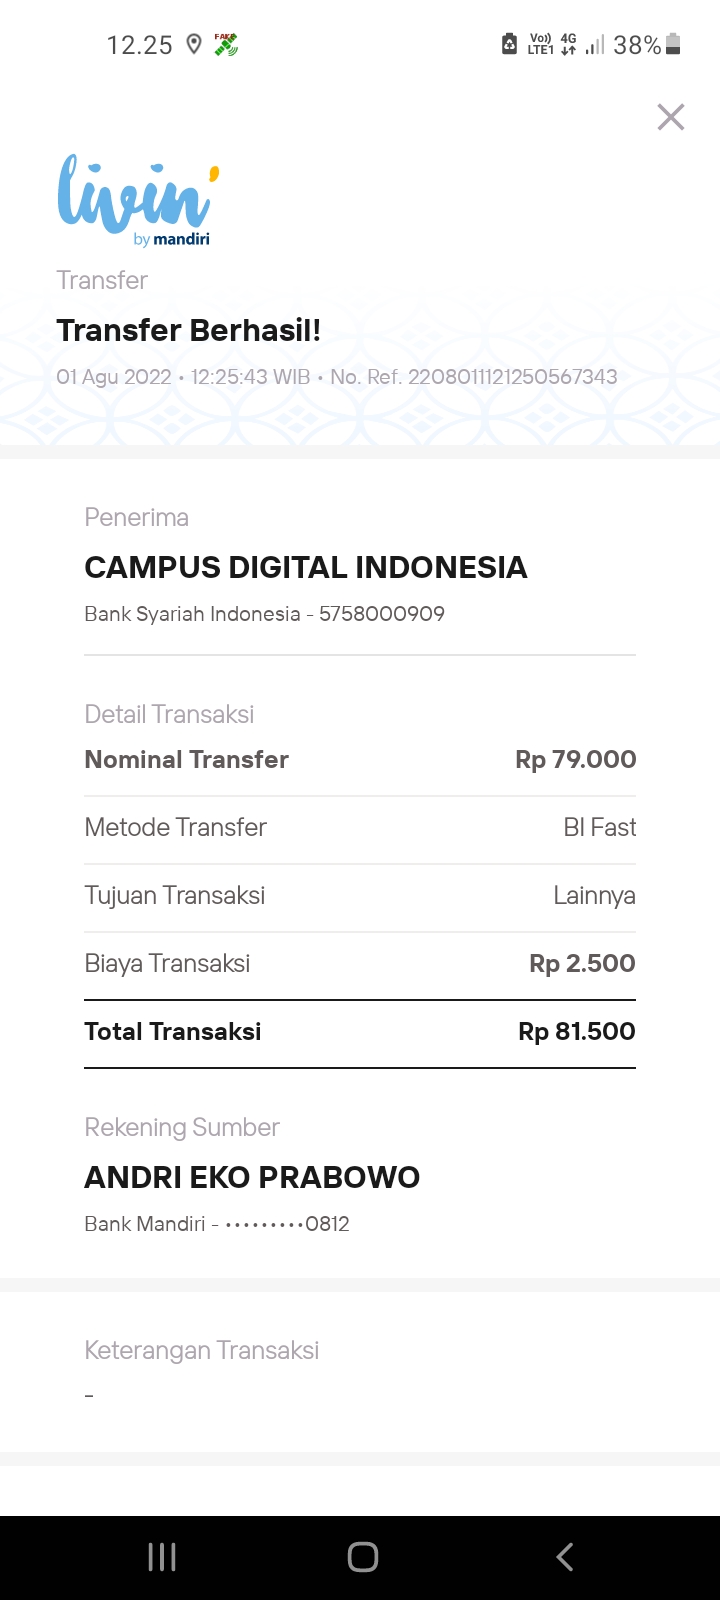 12.25 FAKE Vo)) LTE1 4G 38%
livin'
by mandiri
Transfer
Transfer Berhasil!
01 Agu 2022 • 12:25:43 WIB • No. Ref. 2208011121250567343
Penerima
CAMPUS DIGITAL INDONESIA
Bank Syariah Indonesia - 5758000909
Detail Transaksi
Nominal Transfer Rp 79.000
Metode Transfer BI Fast
Tujuan Transaksi Lainnya
Biaya Transaksi Rp 2.500
Total Transaksi Rp 81.500
Rekening Sumber
ANDRI EKO PRABOWO
Bank Mandiri - •••••••••0812
Keterangan Transaksi
-